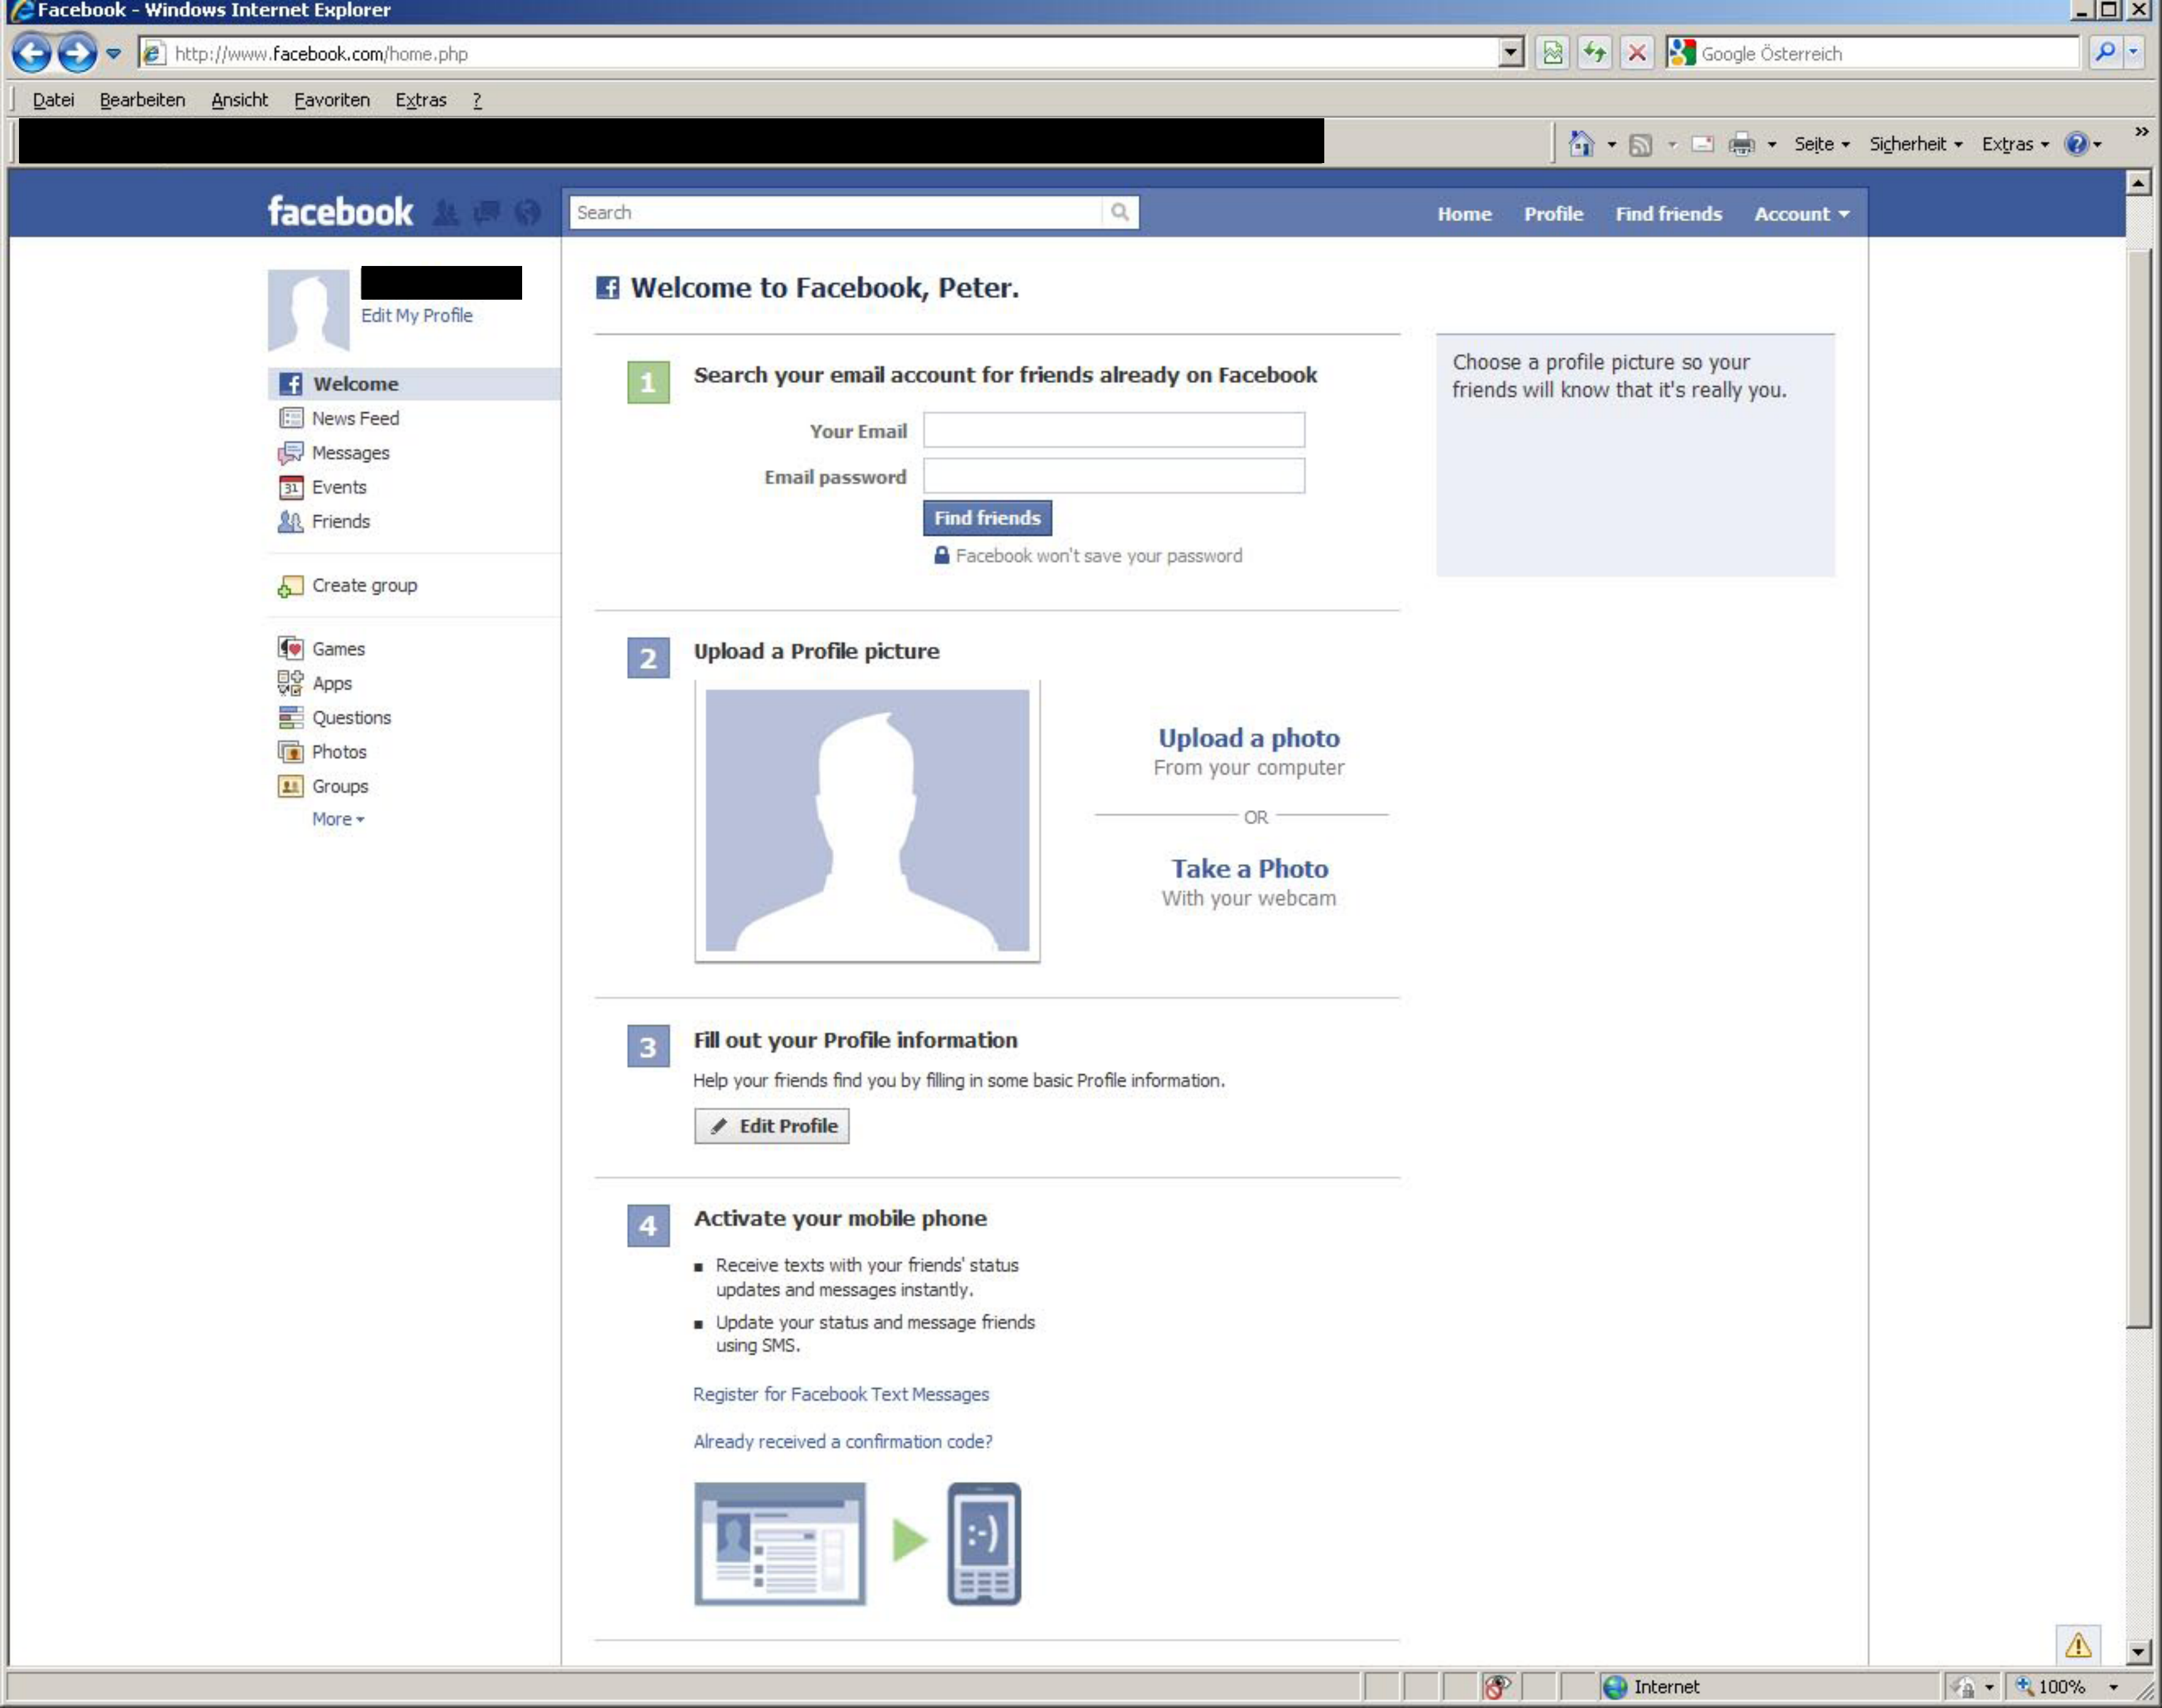 Facebook - Windows Internet Explorer
http://www.facebook.com/home.php
Google Österreich
Datei Bearbeiten Ansicht Favoriten Extras ?
Seite Sicherheit Extras ? »
facebook
Search
Home Profile Find friends Account
Edit My Profile
Welcome
News Feed
Messages
31 Events
Friends
Create group
Games
Apps
Questions
Photos
Groups
More
Welcome to Facebook, Peter.
1 Search your email account for friends already on Facebook
Your Email
Email password
Find friends
Facebook won't save your password
2 Upload a Profile picture
Upload a photo
From your computer
OR
Take a Photo
With your webcam
3 Fill out your Profile information
Help your friends find you by filling in some basic Profile information.
Edit Profile
4 Activate your mobile phone
Receive texts with your friends' status
updates and messages instantly.
Update your status and message friends
using SMS.
Register for Facebook Text Messages
Already received a confirmation code?
:-)
Choose a profile picture so your
friends will know that it's really you.
Internet
100%